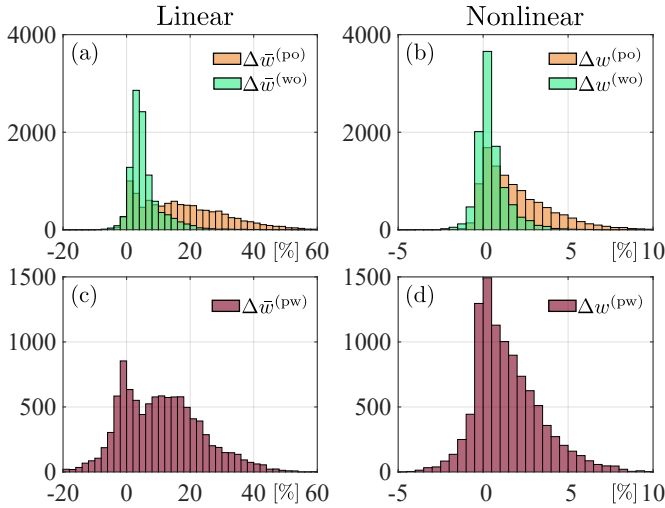 Linear Nonlinear
4000 (a) Δw̄^(po) (b) Δw^(po)
Δw̄^(wo) Δw^(wo)
2000 2000
0 0
-20 0 20 40 [%] 60 -5 0 5 [%] 10
1500 (c) Δw̄^(pw) 1500 (d) Δw^(pw)
1000 1000
500 500
0 0
-20 0 20 40 [%] 60 -5 0 5 [%] 10